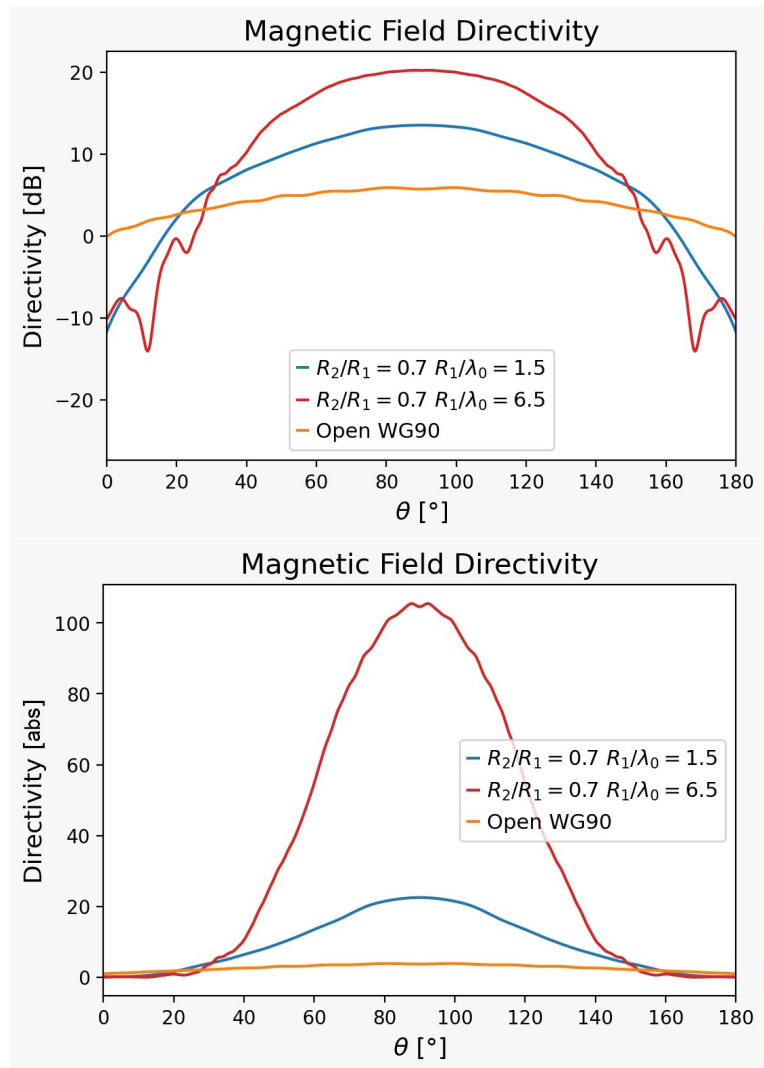 Magnetic Field Directivity
20
10
0
−10
−20
Directivity [dB]
R₂/R₁ = 0.7 R₁/λ₀ = 1.5
R₂/R₁ = 0.7 R₁/λ₀ = 6.5
Open WG90
0 20 40 60 80 100 120 140 160 180
θ [°]
Magnetic Field Directivity
100
80
60
40
20
0
Directivity [abs]
R₂/R₁ = 0.7 R₁/λ₀ = 1.5
R₂/R₁ = 0.7 R₁/λ₀ = 6.5
Open WG90
0 20 40 60 80 100 120 140 160 180
θ [°]